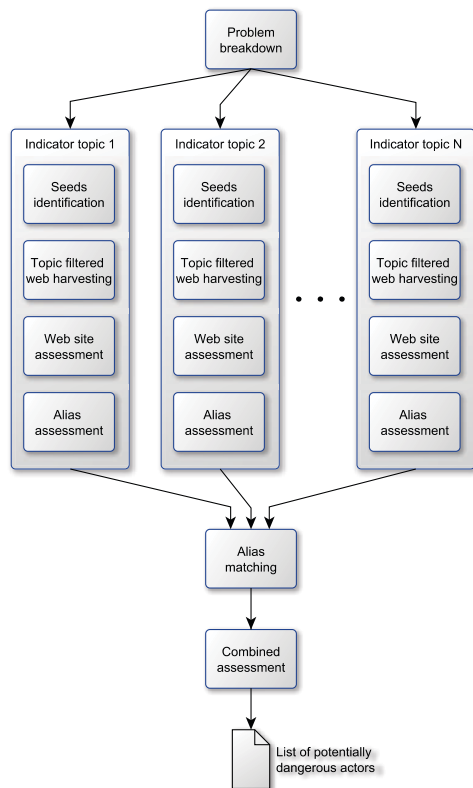 Problem
breakdown
Indicator topic 1
Seeds
identification
Topic filtered
web harvesting
Web site
assessment
Alias
assessment
Indicator topic 2
Seeds
identification
Topic filtered
web harvesting
Web site
assessment
Alias
assessment
. . .
Indicator topic N
Seeds
identification
Topic filtered
web harvesting
Web site
assessment
Alias
assessment
Alias
matching
Combined
assessment
List of potentially
dangerous actors